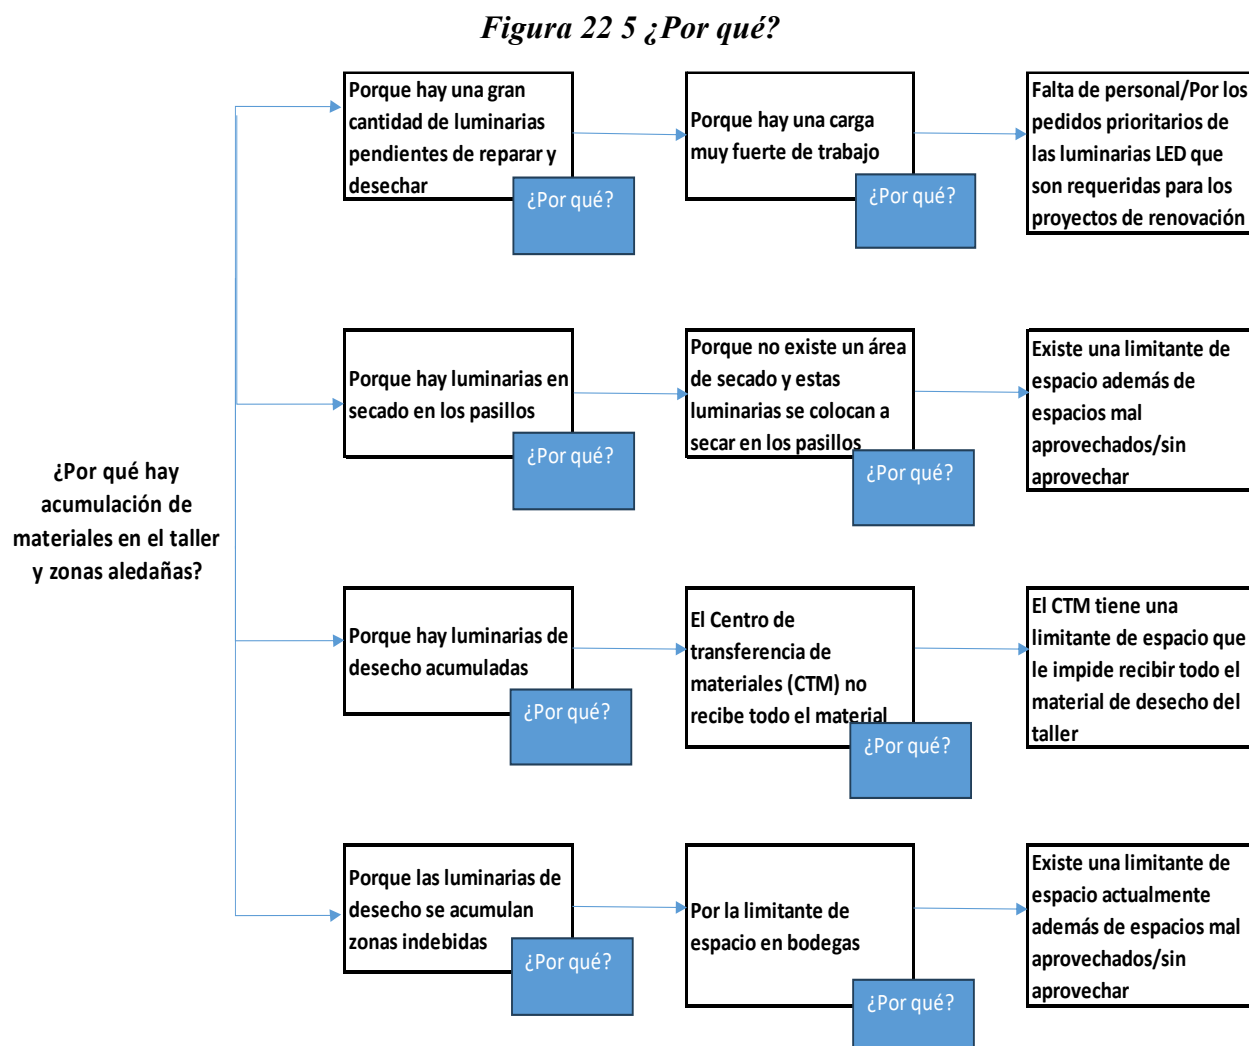 Figura 22 5 ¿Por qué?
Porque hay una gran
cantidad de luminarias
pendientes de reparar y
desechar
¿Por qué?
Porque hay una carga
muy fuerte de trabajo
¿Por qué?
Falta de personal/Por los
pedidos prioritarios de
las luminarias LED que
son requeridas para los
proyectos de renovación
Porque hay luminarias en
secado en los pasillos
¿Por qué?
Porque no existe un área
de secado y estas
luminarias se colocan a
secar en los pasillos
¿Por qué?
Existe una limitante de
espacio además de
espacios mal
aprovechados/sin
aprovechar
¿Por qué hay
acumulación de
materiales en el taller
y zonas aledañas?
Porque hay luminarias de
desecho acumuladas
¿Por qué?
El Centro de
transferencia de
materiales (CTM) no
recibe todo el material
¿Por qué?
El CTM tiene una
limitante de espacio que
le impide recibir todo el
material de desecho del
taller
Porque las luminarias de
desecho se acumulan
zonas indebidas
¿Por qué?
Por la limitante de
espacio en bodegas
¿Por qué?
Existe una limitante de
espacio actualmente
además de espacios mal
aprovechados/sin
aprovechar